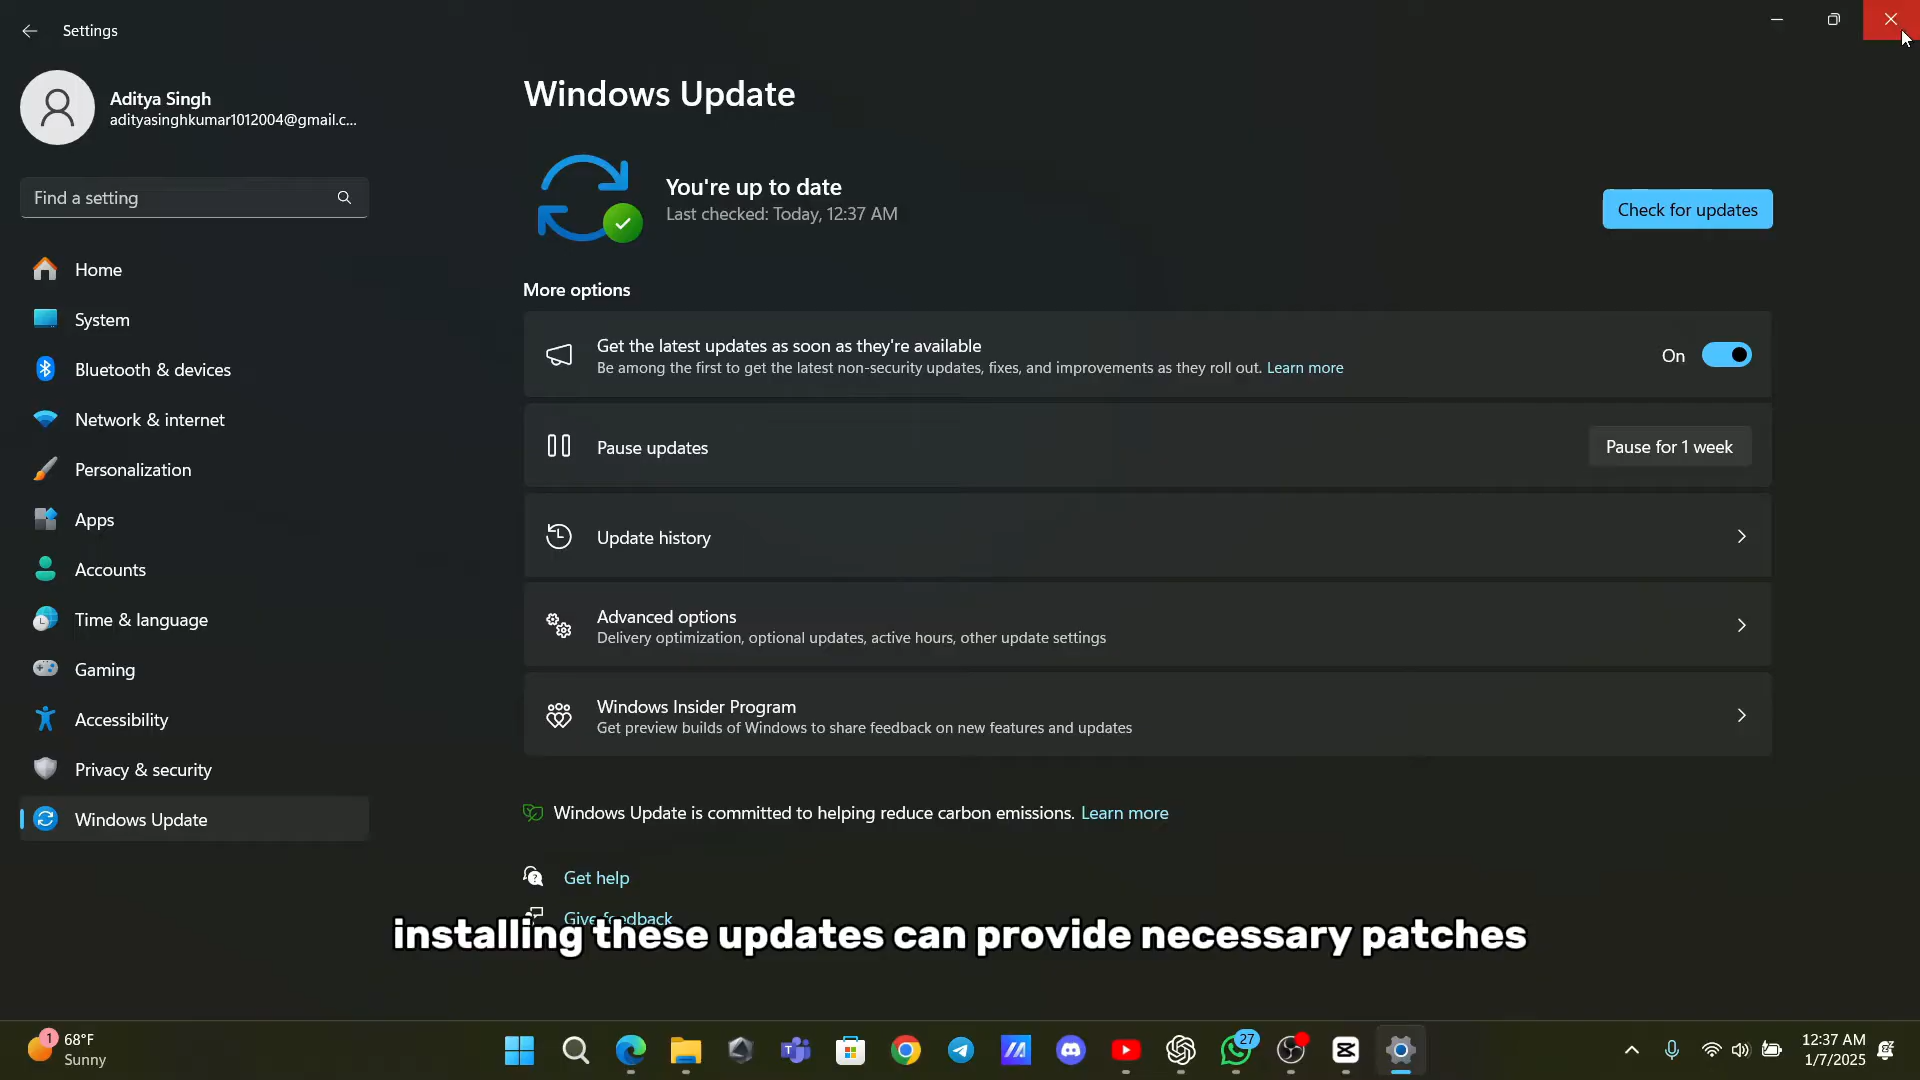 Settings
Aditya Singh
adityasinghkumar1012004@gmail.c...
Find a setting
Home
System
Bluetooth & devices
Network & internet
Personalization
Apps
Accounts
Time & language
Gaming
Accessibility
Privacy & security
Windows Update
Windows Update
You're up to date
Last checked: Today, 12:37 AM
Check for updates
More options
Get the latest updates as soon as they're available
Be among the first to get the latest non-security updates, fixes, and improvements as they roll out. Learn more
On
Pause updates
Pause for 1 week
Update history
Advanced options
Delivery optimization, optional updates, active hours, other update settings
Windows Insider Program
Get preview builds of Windows to share feedback on new features and updates
Windows Update is committed to helping reduce carbon emissions. Learn more
Get help
Give feedback
installing these updates can provide necessary patches
1
68°F
Sunny
27
12:37 AM
1/7/2025